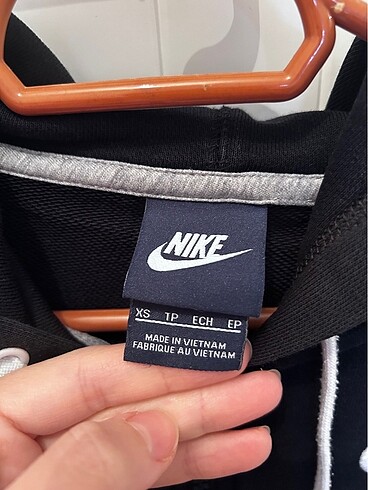 NIKE
XS TP ECH EP
MADE IN VIETNAM
FABRIQUE AU VIETNAM